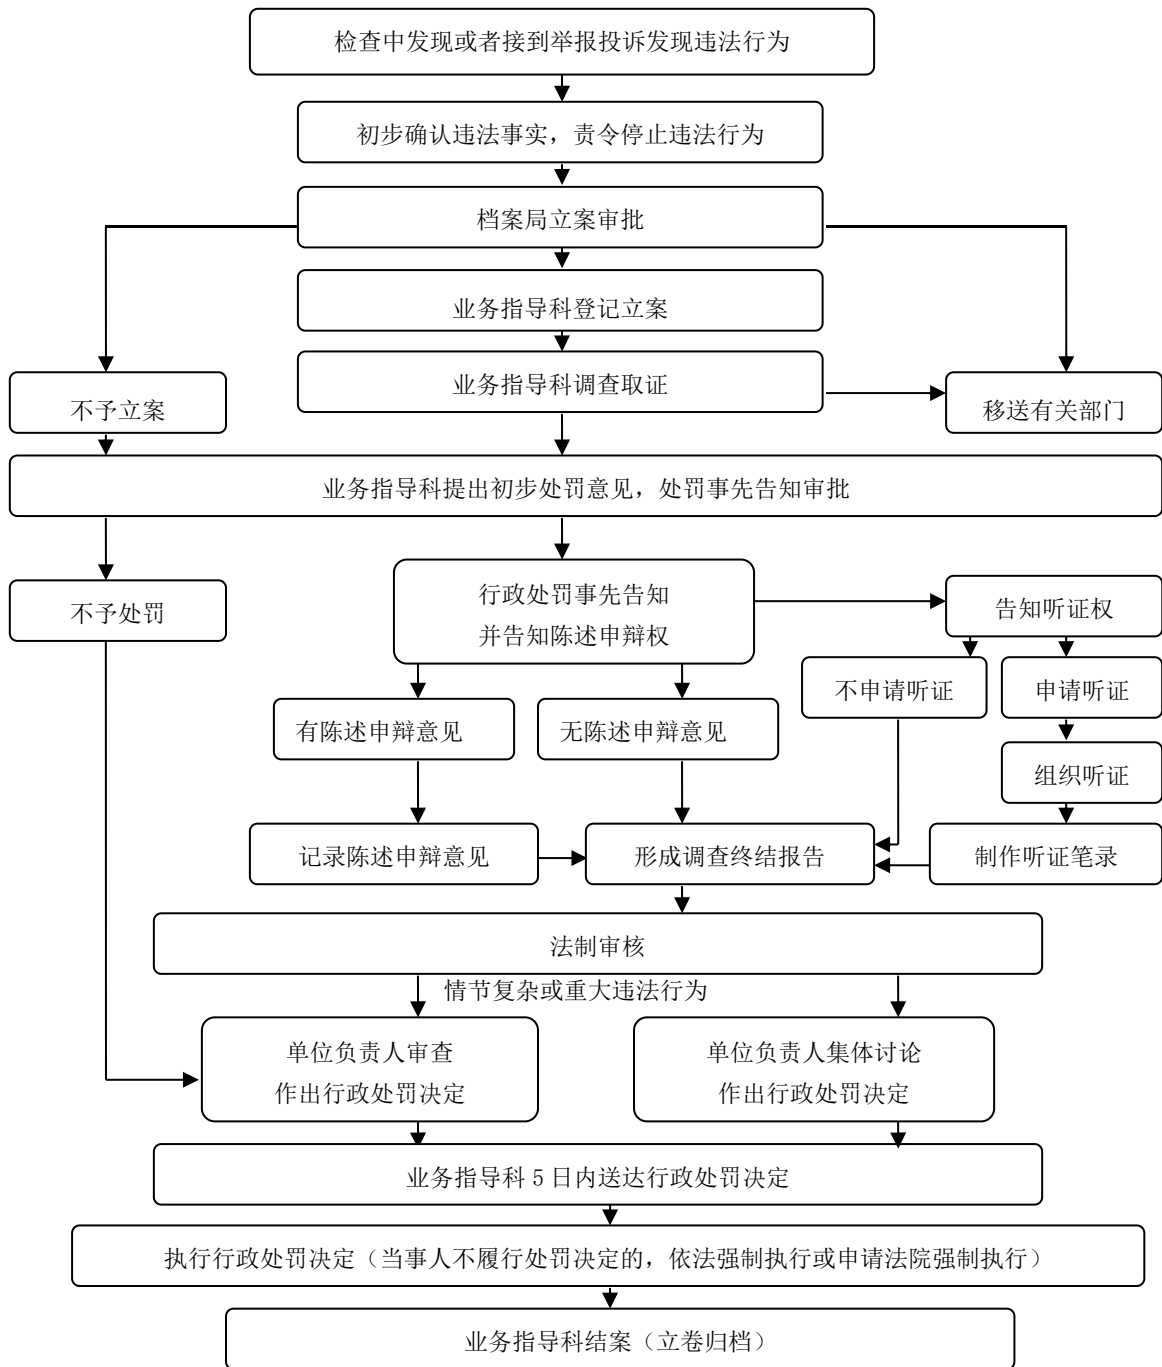 检查中发现或者接到举报投诉发现违法行为
初步确认违法事实，责令停止违法行为
档案局立案审批
业务指导科登记立案
业务指导科调查取证
不予立案
移送有关部门
业务指导科提出初步处罚意见，处罚事先告知审批
不予处罚
行政处罚事先告知
并告知陈述申辩权
告知听证权
不申请听证
申请听证
有陈述申辩意见
无陈述申辩意见
组织听证
记录陈述申辩意见
形成调查终结报告
制作听证笔录
法制审核
情节复杂或重大违法行为
单位负责人审查
作出行政处罚决定
单位负责人集体讨论
作出行政处罚决定
业务指导科 5 日内送达行政处罚决定
执行行政处罚决定（当事人不履行处罚决定的，依法强制执行或申请法院强制执行）
业务指导科结案（立卷归档）